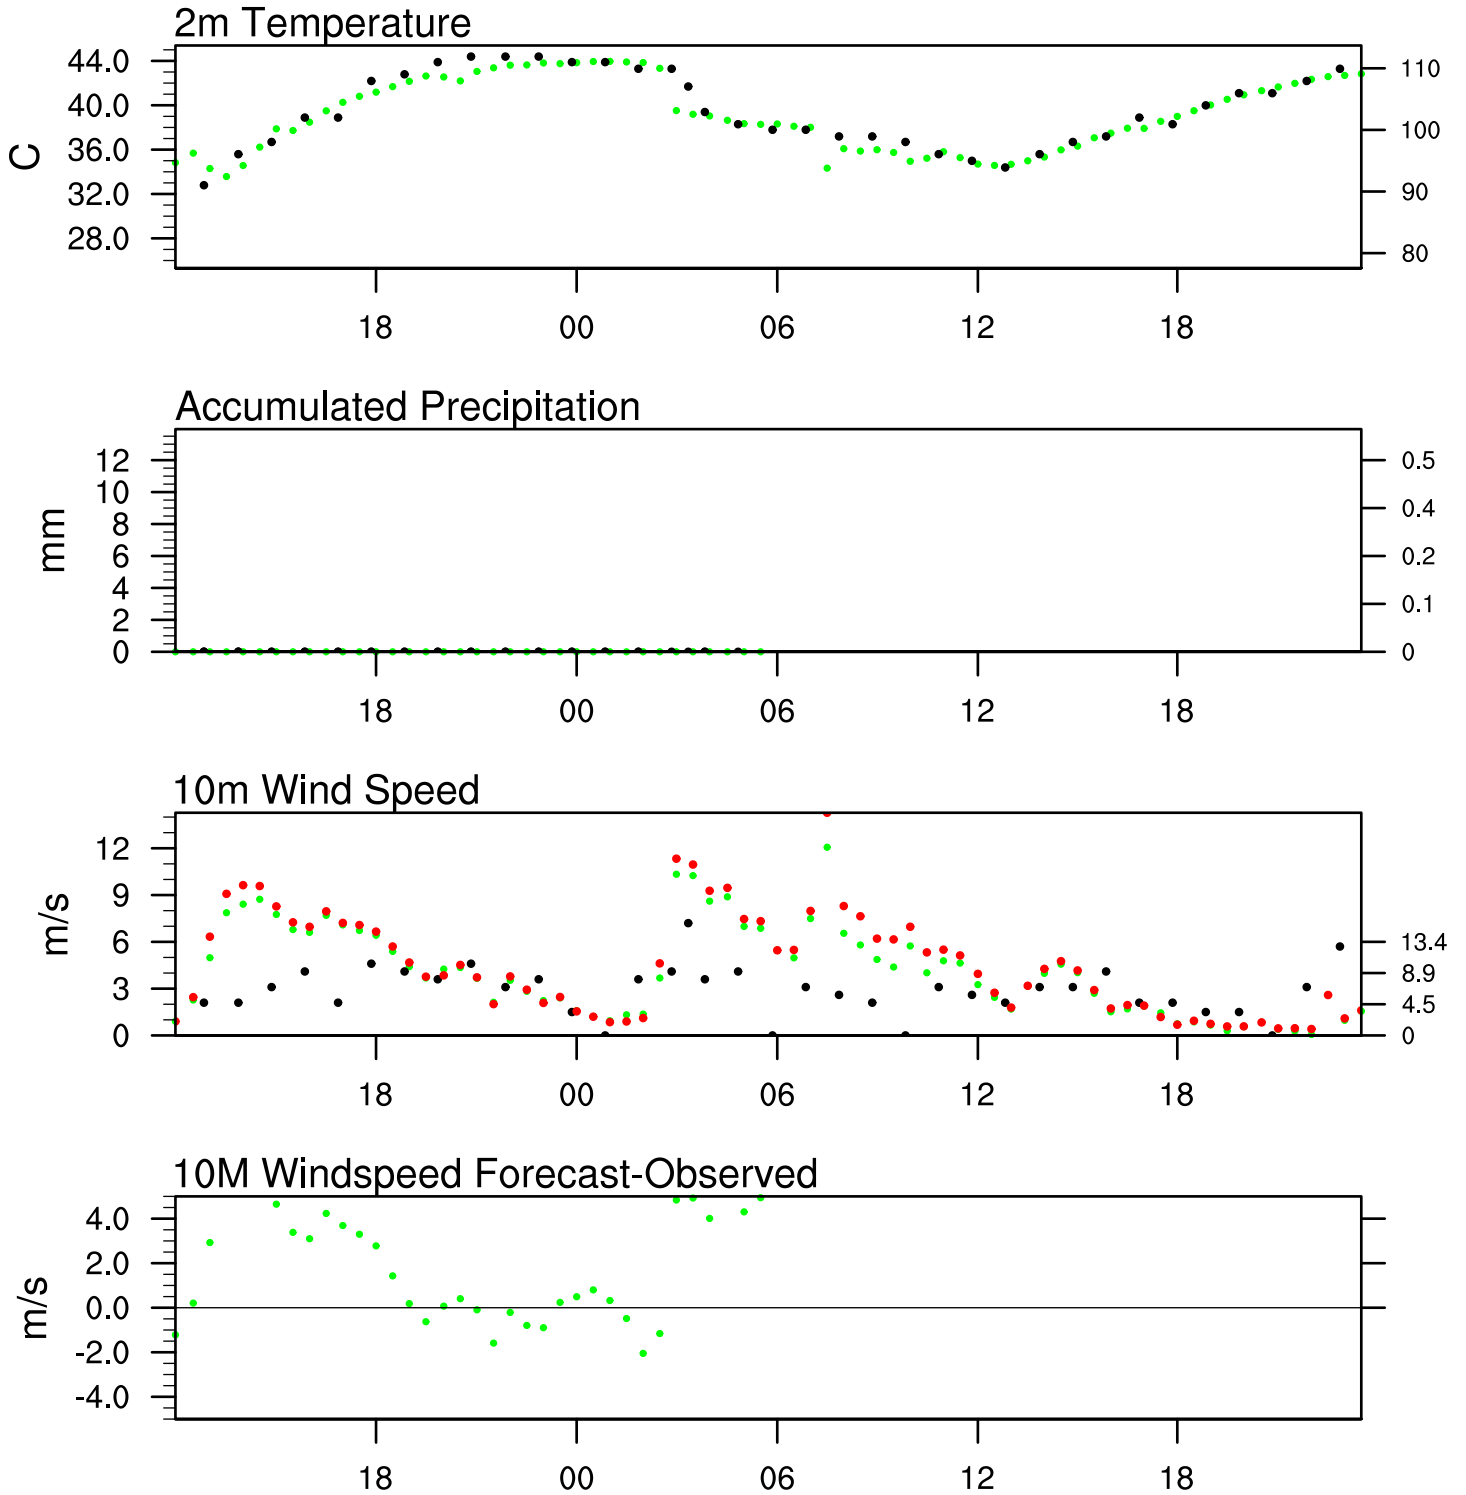 2m Temperature
44.0
40.0
36.0
32.0
28.0
C
110
100
90
80
18 00 06 12 18
Accumulated Precipitation
12
10
8
6
4
2
0
mm
0.5
0.4
0.2
0.1
0
18 00 06 12 18
10m Wind Speed
12
9
6
3
0
m/s
13.4
8.9
4.5
0
18 00 06 12 18
10M Windspeed Forecast-Observed
4.0
2.0
0.0
-2.0
-4.0
m/s
18 00 06 12 18